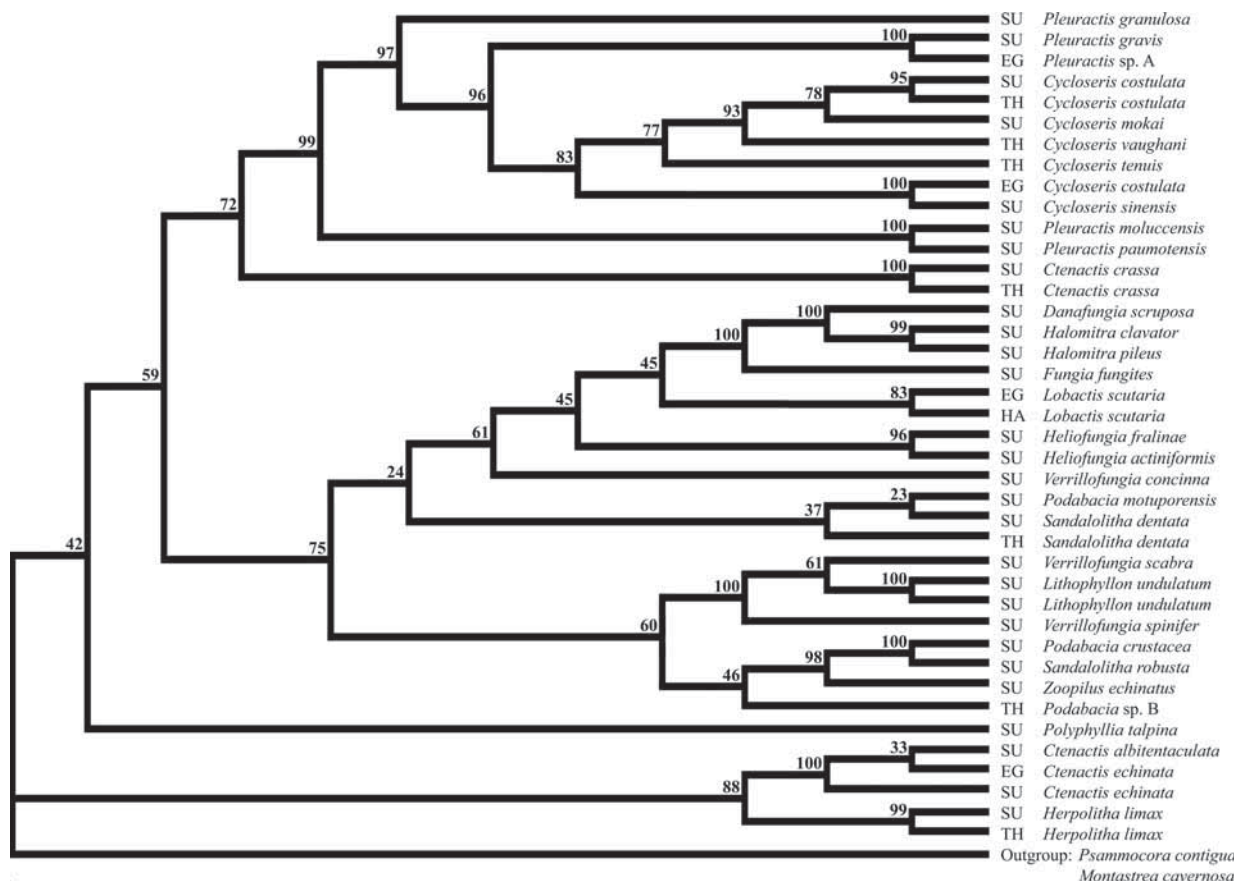 SU Pleuractis granulosa
100 SU Pleuractis gravis
97 EG Pleuractis sp. A
95 SU Cycloseris costulata
96 78 TH Cycloseris costulata
93 SU Cycloseris mokai
77 TH Cycloseris vaughani
99 83 TH Cycloseris tenuis
100 EG Cycloseris costulata
72 SU Cycloseris sinensis
100 SU Pleuractis moluccensis
SU Pleuractis paumotensis
100 SU Ctenactis crassa
TH Ctenactis crassa
100 SU Danafungia scruposa
100 99 SU Halomitra clavator
SU Halomitra pileus
45 SU Fungia fungites
59 45 83 EG Lobactis scutaria
HA Lobactis scutaria
61 96 SU Heliofungia fralinae
SU Heliofungia actiniformis
24 SU Verrillofungia concinna
23 SU Podabacia motuporensis
37 SU Sandalolitha dentata
TH Sandalolitha dentata
42 75 61 SU Verrillofungia scabra
100 100 SU Lithophyllon undulatum
SU Lithophyllon undulatum
60 SU Verrillofungia spinifer
100 SU Podabacia crustacea
98 SU Sandalolitha robusta
46 SU Zoopilus echinatus
TH Podabacia sp. B
SU Polyphyllia talpina
33 SU Ctenactis albitentaculata
100 EG Ctenactis echinata
88 SU Ctenactis echinata
99 SU Herpolitha limax
TH Herpolitha limax
Outgroup: Psammocora contigua
Montastrea cavernosa